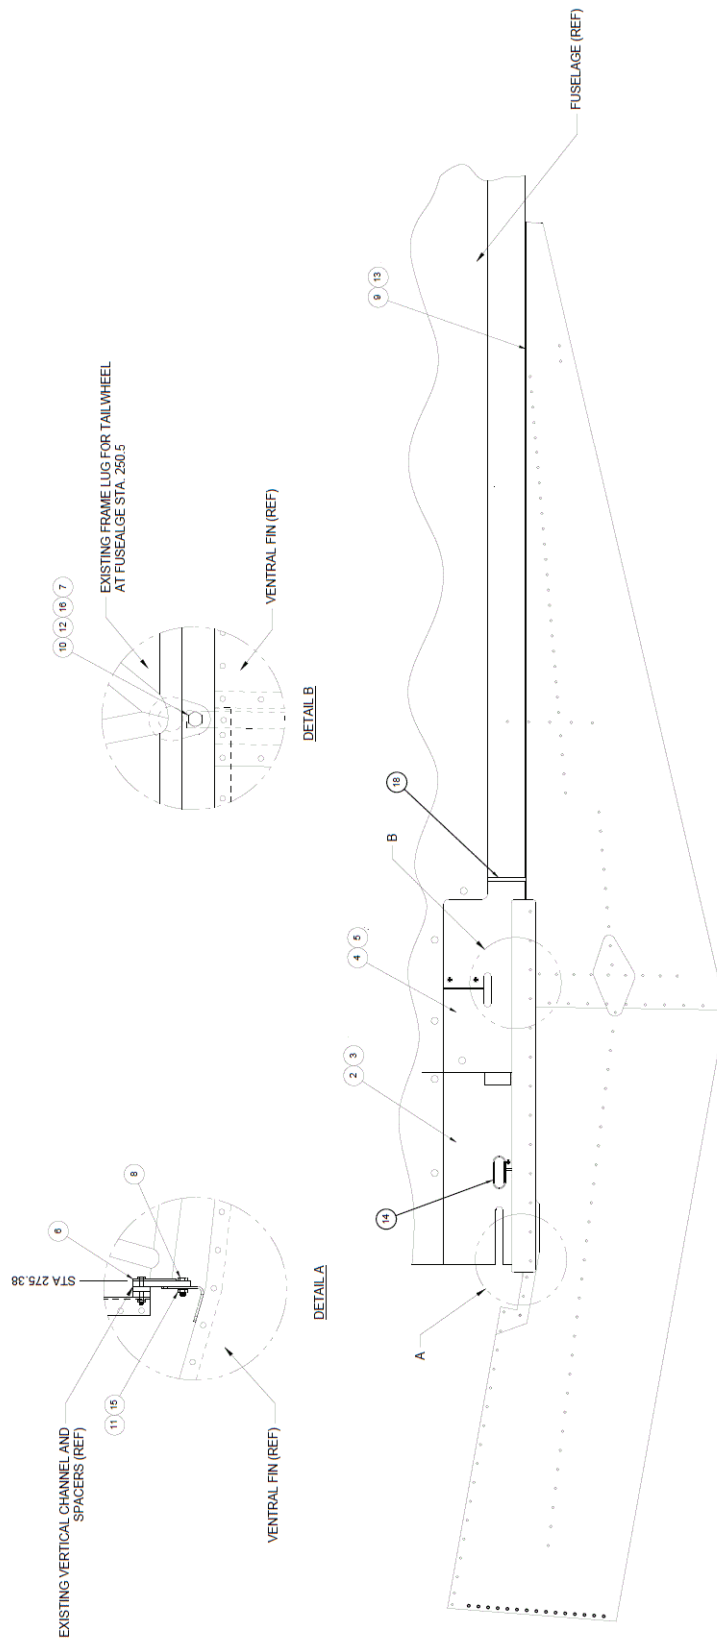 EXISTING VERTICAL CHANNEL AND
SPACERS (REF)
11 15
6
STA 275.38
8
VENTRAL FIN (REF)
DETAIL A
10 12 16 7
EXISTING FRAME LUG FOR TAILWHEEL
AT FUSEALGE STA. 250.5
VENTRAL FIN (REF)
DETAIL B
A
14
2 3
4 5
B
18
9 13
FUSELAGE (REF)